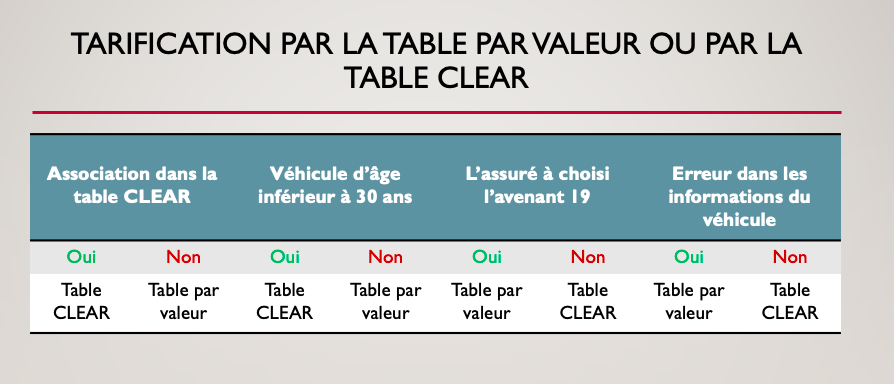 TARIFICATION PAR LA TABLE PAR VALEUR OU PAR LA
TABLE CLEAR
Association dans la
table CLEAR
Véhicule d’âge
inférieur à 30 ans
L’assuré à choisi
l’avenant 19
Erreur dans les
informations du
véhicule
Oui Non Oui Non Oui Non Oui Non
Table Table par Table Table par Table par Table Table par Table
CLEAR valeur CLEAR valeur valeur CLEAR valeur CLEAR